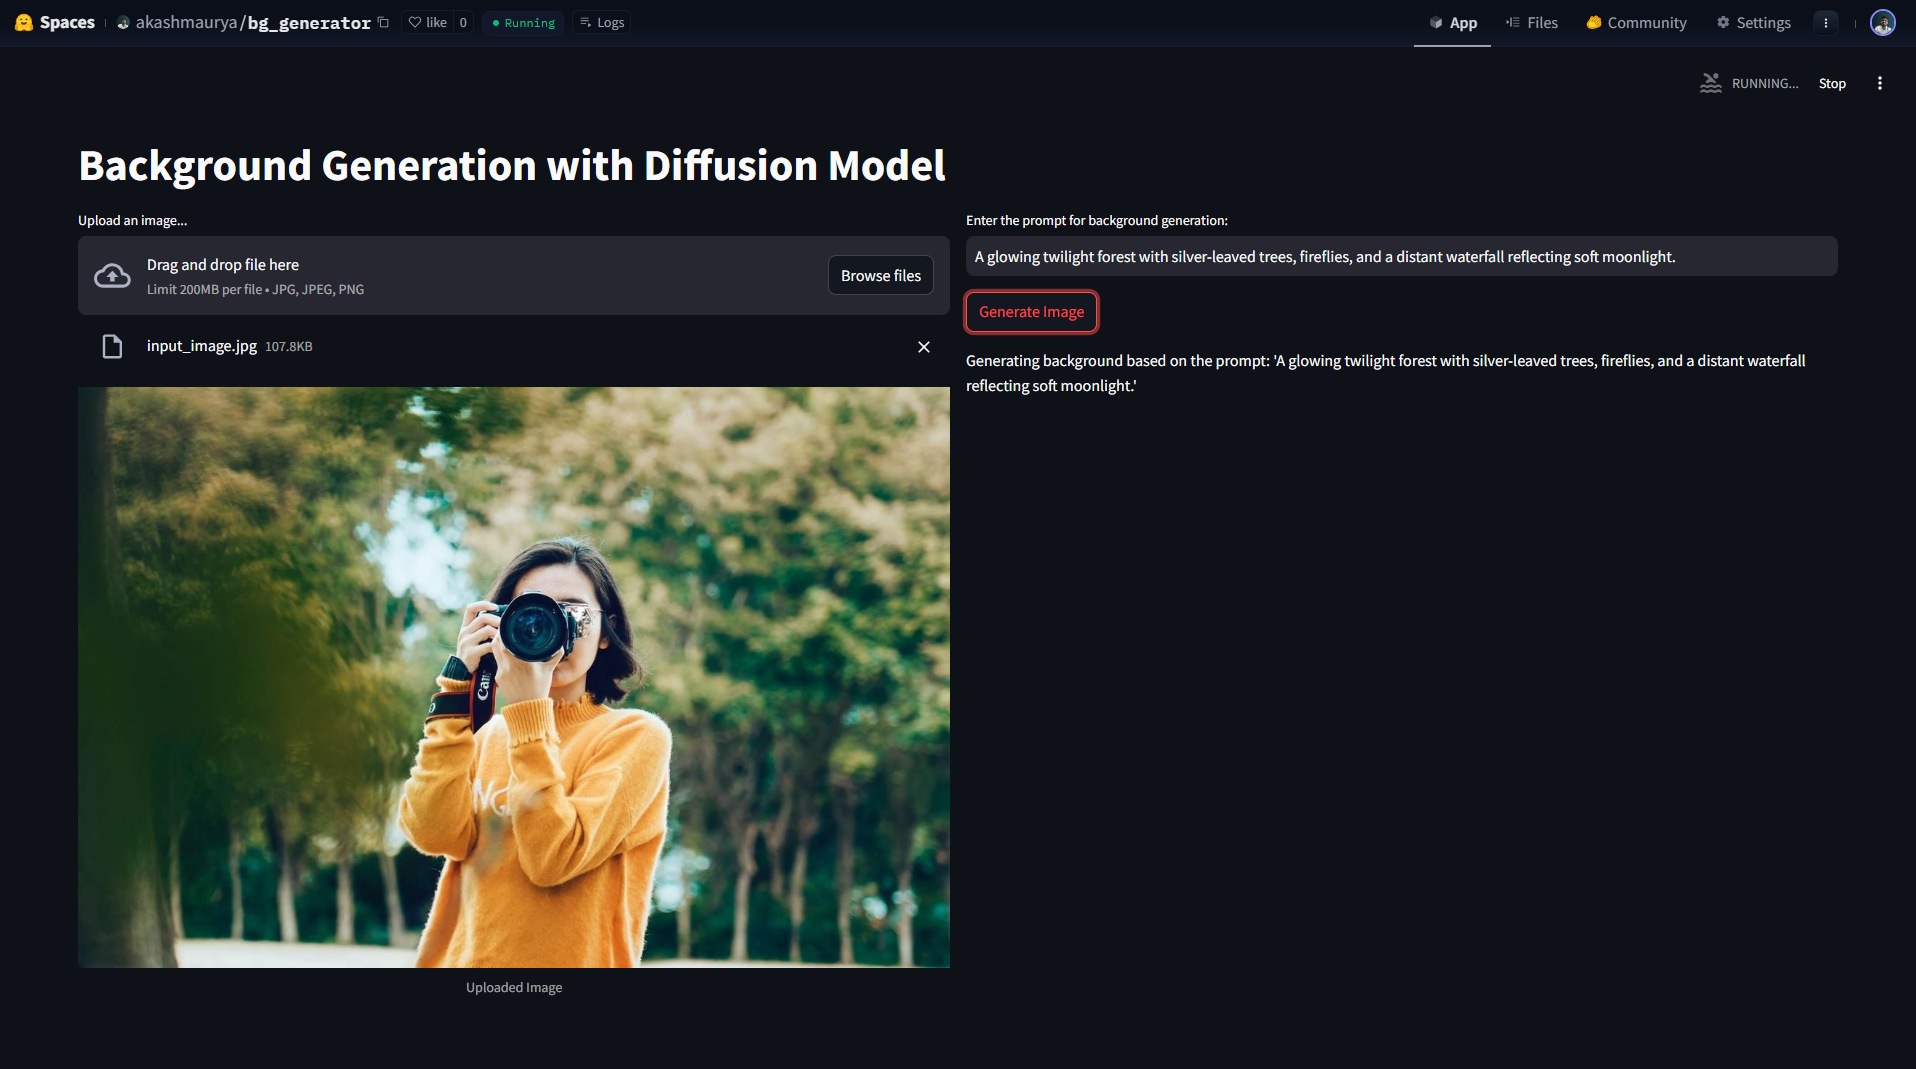 Spaces akashmaurya/bg_generator like 0 Running Logs App Files Community Settings
RUNNING... Stop
Background Generation with Diffusion Model
Upload an image...
Drag and drop file here
Limit 200MB per file • JPG, JPEG, PNG
Browse files
input_image.jpg 107.8KB
Can
Uploaded Image
Enter the prompt for background generation:
A glowing twilight forest with silver-leaved trees, fireflies, and a distant waterfall reflecting soft moonlight.
Generate Image
Generating background based on the prompt: 'A glowing twilight forest with silver-leaved trees, fireflies, and a distant waterfall
reflecting soft moonlight.'